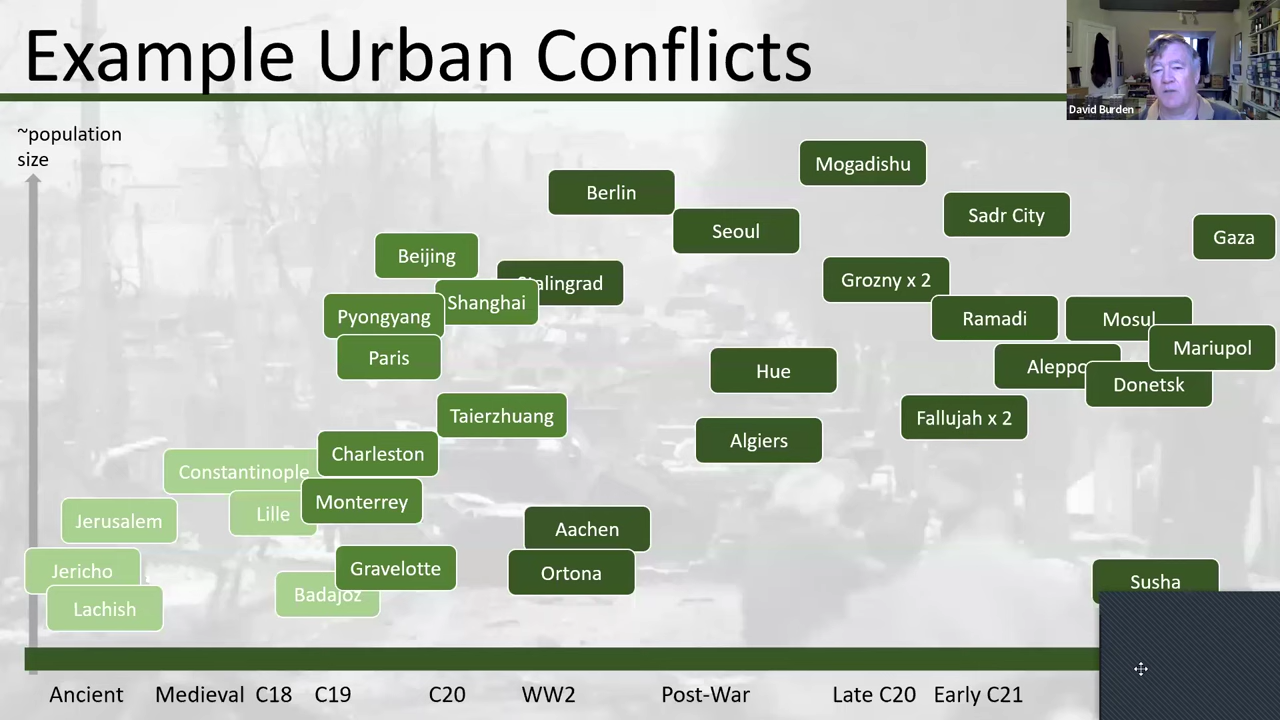 Example Urban Conflicts
David Burden
~population
size
Mogadishu
Berlin
Sadr City
Seoul
Gaza
Beijing
Stalingrad
Grozny x 2
Shanghai
Pyongyang
Ramadi
Mosul
Mariupol
Paris
Aleppo
Hue
Donetsk
Taierzhuang
Fallujah x 2
Algiers
Charleston
Constantinople
Monterrey
Lille
Jerusalem
Aachen
Gravelotte
Jericho
Ortona
Susha
Badajoz
Lachish
Ancient
Medieval
C18
C19
C20
WW2
Post-War
Late C20
Early C21